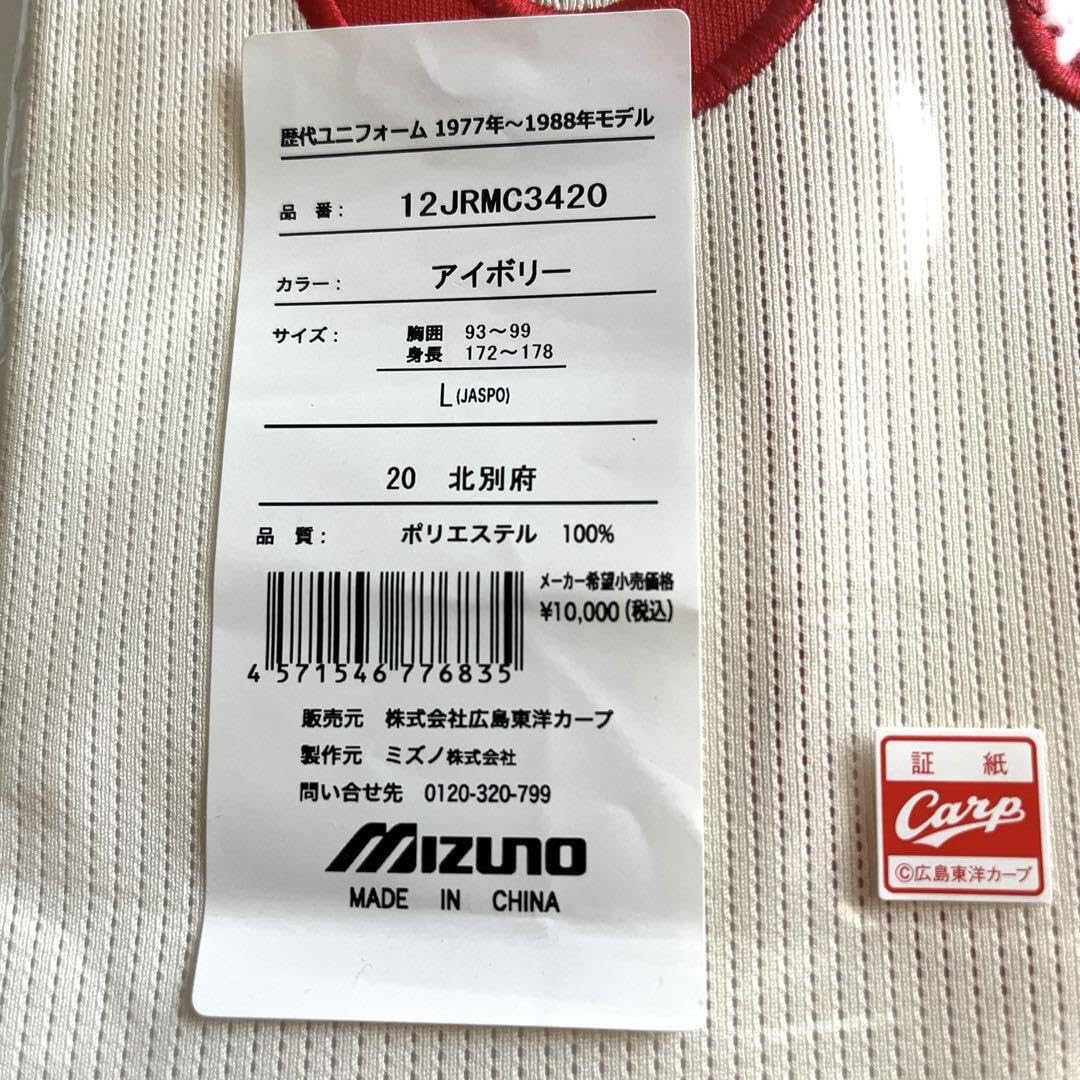 歴代ユニフォーム 1977年～1988年モデル
品 番: 12JRMC3420
カラー: アイボリー
サイズ: 胸囲 93～99
身長 172～178
L(JASPO)
20 北別府
品 質: ポリエステル 100%
メーカー希望小売価格
¥10,000(税込)
4 571546 776835
販売元 株式会社広島東洋カープ
製作元 ミズノ株式会社
問い合せ先 0120-320-799
MIZUNO
MADE IN CHINA
証 紙
Carp
©広島東洋カープ